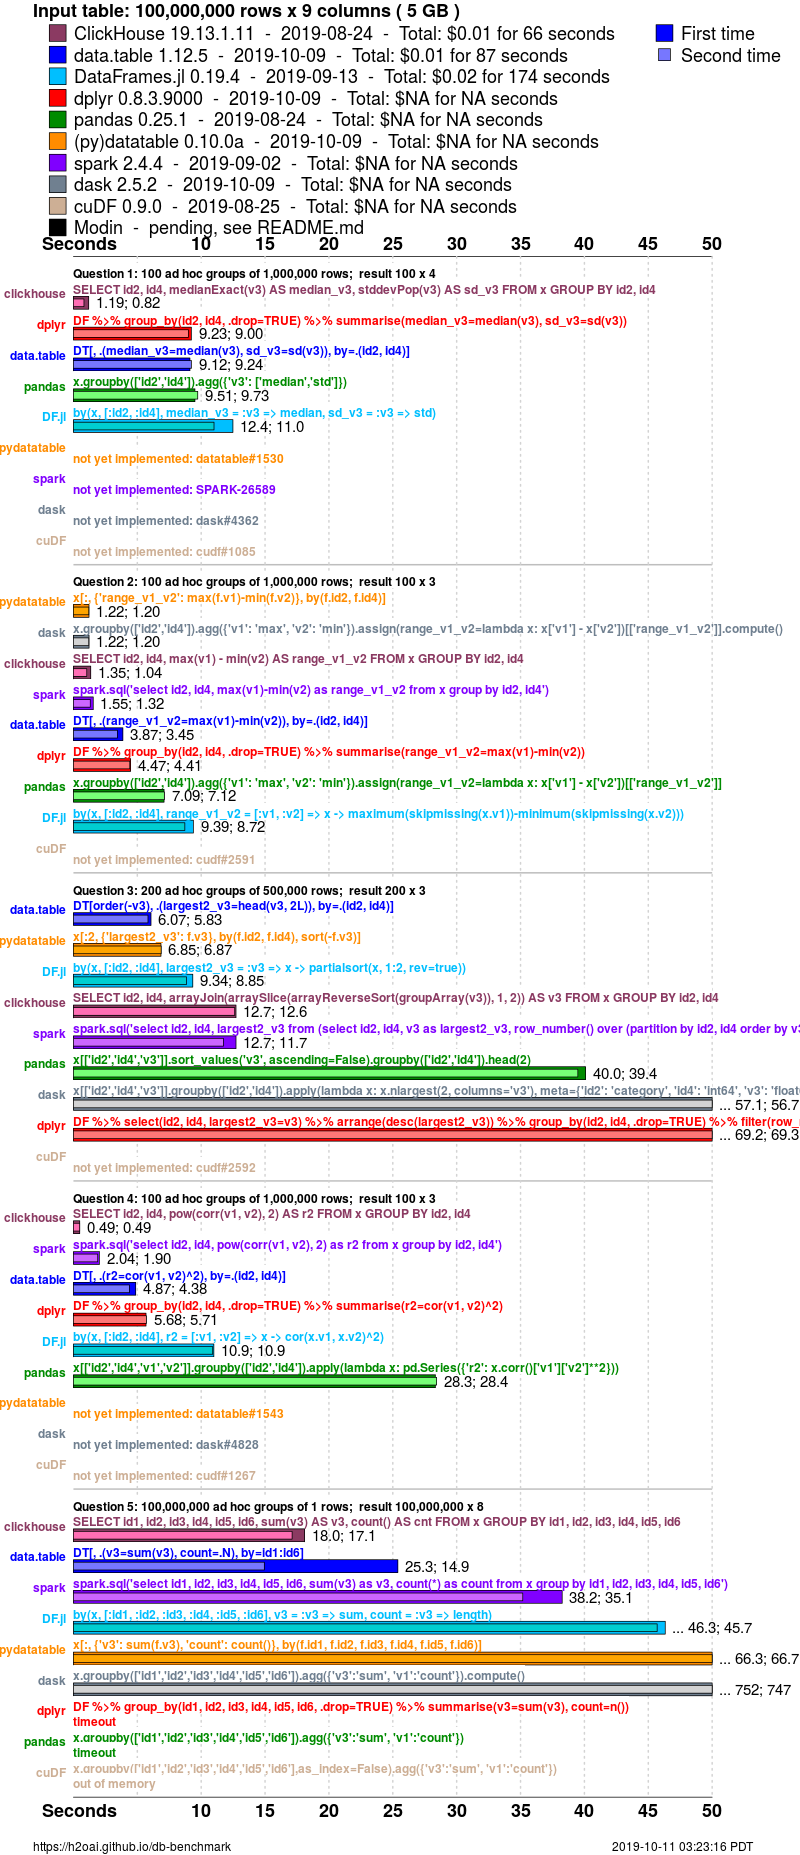 Input table: 100,000,000 rows x 9 columns ( 5 GB )
ClickHouse 19.13.1.11 - 2019-08-24 - Total: $0.01 for 66 seconds
First time
data.table 1.12.5 - 2019-10-09 - Total: $0.01 for 87 seconds
Second time
DataFrames.jl 0.19.4 - 2019-09-13 - Total: $0.02 for 174 seconds
dplyr 0.8.3.9000 - 2019-10-09 - Total: $NA for NA seconds
pandas 0.25.1 - 2019-08-24 - Total: $NA for NA seconds
(py)datatable 0.10.0a - 2019-10-09 - Total: $NA for NA seconds
spark 2.4.4 - 2019-09-02 - Total: $NA for NA seconds
dask 2.5.2 - 2019-10-09 - Total: $NA for NA seconds
cuDF 0.9.0 - 2019-08-25 - Total: $NA for NA seconds
Modin - pending, see README.md
Seconds 10 15 20 25 30 35 40 45 50
Question 1: 100 ad hoc groups of 1,000,000 rows; result 100 x 4
clickhouse SELECT id2, id4, medianExact(v3) AS median_v3, stddevPop(v3) AS sd_v3 FROM x GROUP BY id2, id4
1.19; 0.82
dplyr DF %>% group_by(id2, id4, .drop=TRUE) %>% summarise(median_v3=median(v3), sd_v3=sd(v3))
9.23; 9.00
data.table DT[, .(median_v3=median(v3), sd_v3=sd(v3)), by=.(id2, id4)]
9.12; 9.24
pandas x.groupby(['id2','id4']).agg({'v3': ['median','std']})
9.51; 9.73
DF.jl by(x, [:id2, :id4], median_v3 = :v3 => median, sd_v3 = :v3 => std)
12.4; 11.0
pydatatable
not yet implemented: datatable#1530
spark
not yet implemented: SPARK-26589
dask
not yet implemented: dask#4362
cuDF
not yet implemented: cudf#1085
Question 2: 100 ad hoc groups of 1,000,000 rows; result 100 x 3
pydatatable x[:, {'range_v1_v2': max(f.v1)-min(f.v2)}, by(f.id2, f.id4)]
1.22; 1.20
dask x.groupby(['id2','id4']).agg({'v1': 'max', 'v2': 'min'}).assign(range_v1_v2=lambda x: x['v1'] - x['v2'])[['range_v1_v2']].compute()
1.22; 1.20
clickhouse SELECT id2, id4, max(v1) - min(v2) AS range_v1_v2 FROM x GROUP BY id2, id4
1.35; 1.04
spark spark.sql('select id2, id4, max(v1)-min(v2) as range_v1_v2 from x group by id2, id4')
1.55; 1.32
data.table DT[, .(range_v1_v2=max(v1)-min(v2)), by=.(id2, id4)]
3.87; 3.45
dplyr DF %>% group_by(id2, id4, .drop=TRUE) %>% summarise(range_v1_v2=max(v1)-min(v2))
4.47; 4.41
pandas x.groupby(['id2','id4']).agg({'v1': 'max', 'v2': 'min'}).assign(range_v1_v2=lambda x: x['v1'] - x['v2'])[['range_v1_v2']]
7.09; 7.12
DF.jl by(x, [:id2, :id4], range_v1_v2 = [:v1, :v2] => x -> maximum(skipmissing(x.v1))-minimum(skipmissing(x.v2)))
9.39; 8.72
cuDF
not yet implemented: cudf#2591
Question 3: 200 ad hoc groups of 500,000 rows; result 200 x 3
data.table DT[order(-v3), .(largest2_v3=head(v3, 2L)), by=.(id2, id4)]
6.07; 5.83
pydatatable x[:2, {'largest2_v3': f.v3}, by(f.id2, f.id4), sort(-f.v3)]
6.85; 6.87
DF.jl by(x, [:id2, :id4], largest2_v3 = :v3 => x -> partialsort(x, 1:2, rev=true))
9.34; 8.85
clickhouse SELECT id2, id4, arrayJoin(arraySlice(arrayReverseSort(groupArray(v3)), 1, 2)) AS v3 FROM x GROUP BY id2, id4
12.7; 12.6
spark spark.sql('select id2, id4, largest2_v3 from (select id2, id4, v3 as largest2_v3, row_number() over (partition by id2, id4 order by v3
12.7; 11.7
pandas x[['id2','id4','v3']].sort_values('v3', ascending=False).groupby(['id2','id4']).head(2)
40.0; 39.4
dask x[['id2','id4','v3']].groupby(['id2','id4']).apply(lambda x: x.nlargest(2, columns='v3'), meta={'id2': 'category', 'id4': 'int64', 'v3': 'float
... 57.1; 56.7
dplyr DF %>% select(id2, id4, largest2_v3=v3) %>% arrange(desc(largest2_v3)) %>% group_by(id2, id4, .drop=TRUE) %>% filter(row_
... 69.2; 69.3
cuDF
not yet implemented: cudf#2592
Question 4: 100 ad hoc groups of 1,000,000 rows; result 100 x 3
clickhouse SELECT id2, id4, pow(corr(v1, v2), 2) AS r2 FROM x GROUP BY id2, id4
0.49; 0.49
spark spark.sql('select id2, id4, pow(corr(v1, v2), 2) as r2 from x group by id2, id4')
2.04; 1.90
data.table DT[, .(r2=cor(v1, v2)^2), by=.(id2, id4)]
4.87; 4.38
dplyr DF %>% group_by(id2, id4, .drop=TRUE) %>% summarise(r2=cor(v1, v2)^2)
5.68; 5.71
DF.jl by(x, [:id2, :id4], r2 = [:v1, :v2] => x -> cor(x.v1, x.v2)^2)
10.9; 10.9
pandas x[['id2','id4','v1','v2']].groupby(['id2','id4']).apply(lambda x: pd.Series({'r2': x.corr()['v1']['v2']**2}))
28.3; 28.4
pydatatable
not yet implemented: datatable#1543
dask
not yet implemented: dask#4828
cuDF
not yet implemented: cudf#1267
Question 5: 100,000,000 ad hoc groups of 1 rows; result 100,000,000 x 8
clickhouse SELECT id1, id2, id3, id4, id5, id6, sum(v3) AS v3, count() AS cnt FROM x GROUP BY id1, id2, id3, id4, id5, id6
18.0; 17.1
data.table DT[, .(v3=sum(v3), count=.N), by=id1:id6]
25.3; 14.9
spark spark.sql('select id1, id2, id3, id4, id5, id6, sum(v3) as v3, count(*) as count from x group by id1, id2, id3, id4, id5, id6')
38.2; 35.1
DF.jl by(x, [:id1, :id2, :id3, :id4, :id5, :id6], v3 = :v3 => sum, count = :v3 => length)
... 46.3; 45.7
pydatatable x[:, {'v3': sum(f.v3), 'count': count()}, by(f.id1, f.id2, f.id3, f.id4, f.id5, f.id6)]
... 66.3; 66.7
dask x.groupby(['id1','id2','id3','id4','id5','id6']).agg({'v3':'sum', 'v1':'count'}).compute()
... 752; 747
dplyr DF %>% group_by(id1, id2, id3, id4, id5, id6, .drop=TRUE) %>% summarise(v3=sum(v3), count=n())
timeout
pandas x.groupby(['id1','id2','id3','id4','id5','id6']).agg({'v3':'sum', 'v1':'count'})
timeout
cuDF x.groupby(['id1','id2','id3','id4','id5','id6'],as_index=False).agg({'v3':'sum', 'v1':'count'})
out of memory
Seconds 10 15 20 25 30 35 40 45 50
https://h2oai.github.io/db-benchmark
2019-10-11 03:23:16 PDT